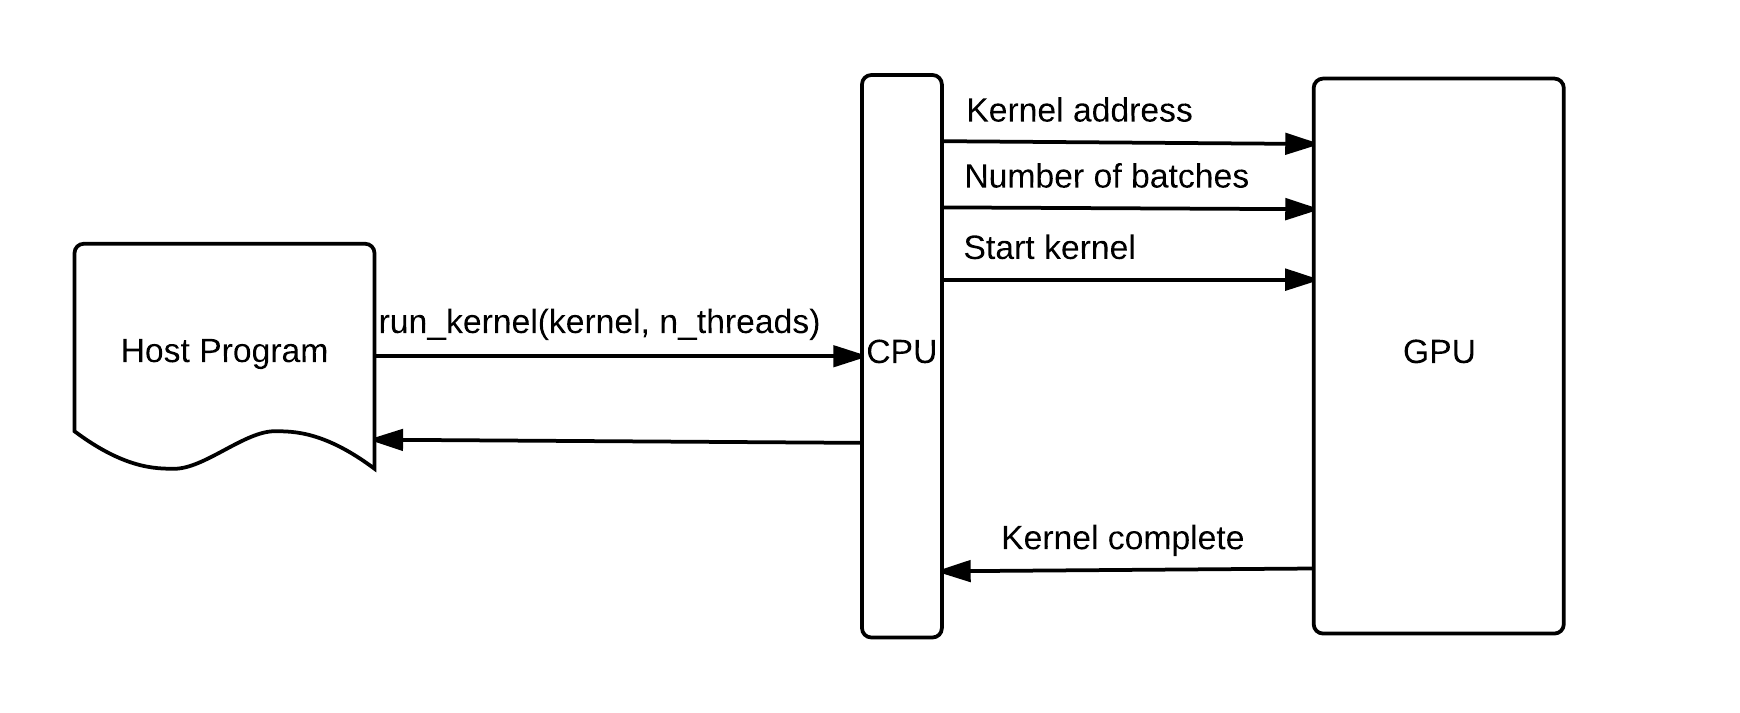 Kernel address
Number of batches
Start kernel
run_kernel(kernel, n_threads)
Host Program
CPU
GPU
Kernel complete